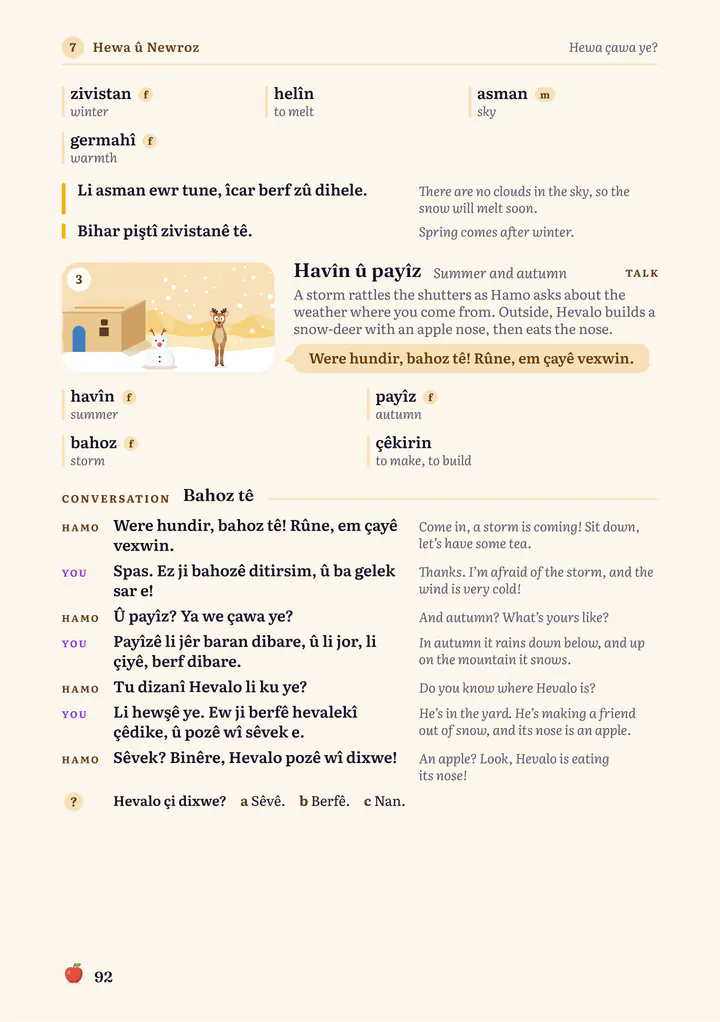 7 Hewa û Newroz
Hewa çawa ye?
zivistan f
winter
helîn
to melt
asman m
sky
germahî f
warmth
Li asman ewr tune, îcar berf zû dihele.
There are no clouds in the sky, so the
snow will melt soon.
Bihar piştî zivistanê tê.
Spring comes after winter.
3
Havîn û payîz Summer and autumn TALK
A storm rattles the shutters as Hamo asks about the
weather where you come from. Outside, Hevalo builds a
snow-deer with an apple nose, then eats the nose.
Were hundir, bahoz tê! Rûne, em çayê vexwin.
havîn f
summer
payîz f
autumn
bahoz f
storm
çêkirin
to make, to build
CONVERSATION Bahoz tê
HAMO Were hundir, bahoz tê! Rûne, em çayê
vexwin.
Come in, a storm is coming! Sit down,
let’s have some tea.
YOU Spas. Ez ji bahozê ditirsim, û ba gelek
sar e!
Thanks. I’m afraid of the storm, and the
wind is very cold!
HAMO Û payîz? Ya we çawa ye?
And autumn? What’s yours like?
YOU Payîzê li jêr baran dibare, û li jor, li
çiyê, berf dibare.
In autumn it rains down below, and up
on the mountain it snows.
HAMO Tu dizanî Hevalo li ku ye?
Do you know where Hevalo is?
YOU Li hewşê ye. Ew ji berfê hevalekî
çêdike, û pozê wî sêvek e.
He’s in the yard. He’s making a friend
out of snow, and its nose is an apple.
HAMO Sêvek? Binêre, Hevalo pozê wî dixwe!
An apple? Look, Hevalo is eating
its nose!
? Hevalo çi dixwe? a Sêvê. b Berfê. c Nan.
92